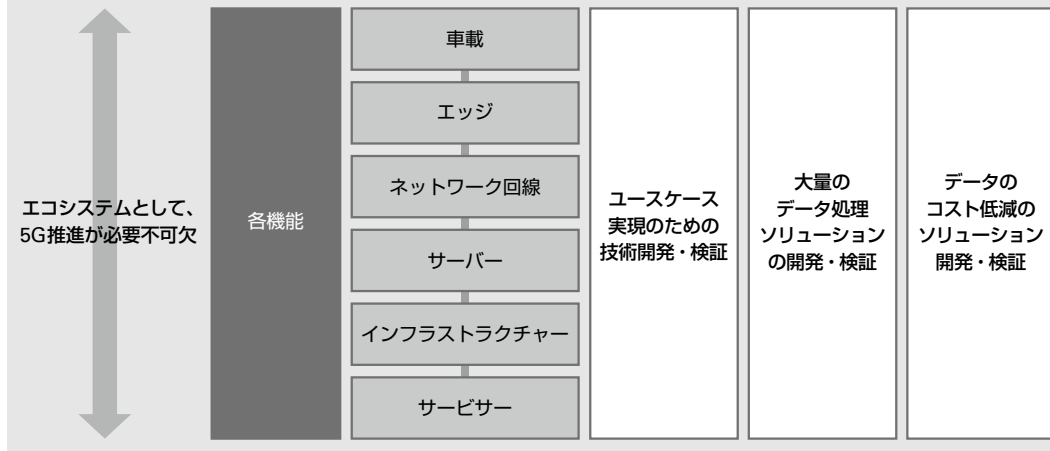 エコシステムとして、
5G推進が必要不可欠
各機能
車載
エッジ
ネットワーク回線
サーバー
インフラストラクチャー
サービサー
ユースケース
実現のための
技術開発・検証
大量の
データ処理
ソリューション
の開発・検証
データの
コスト低減の
ソリューション
開発・検証